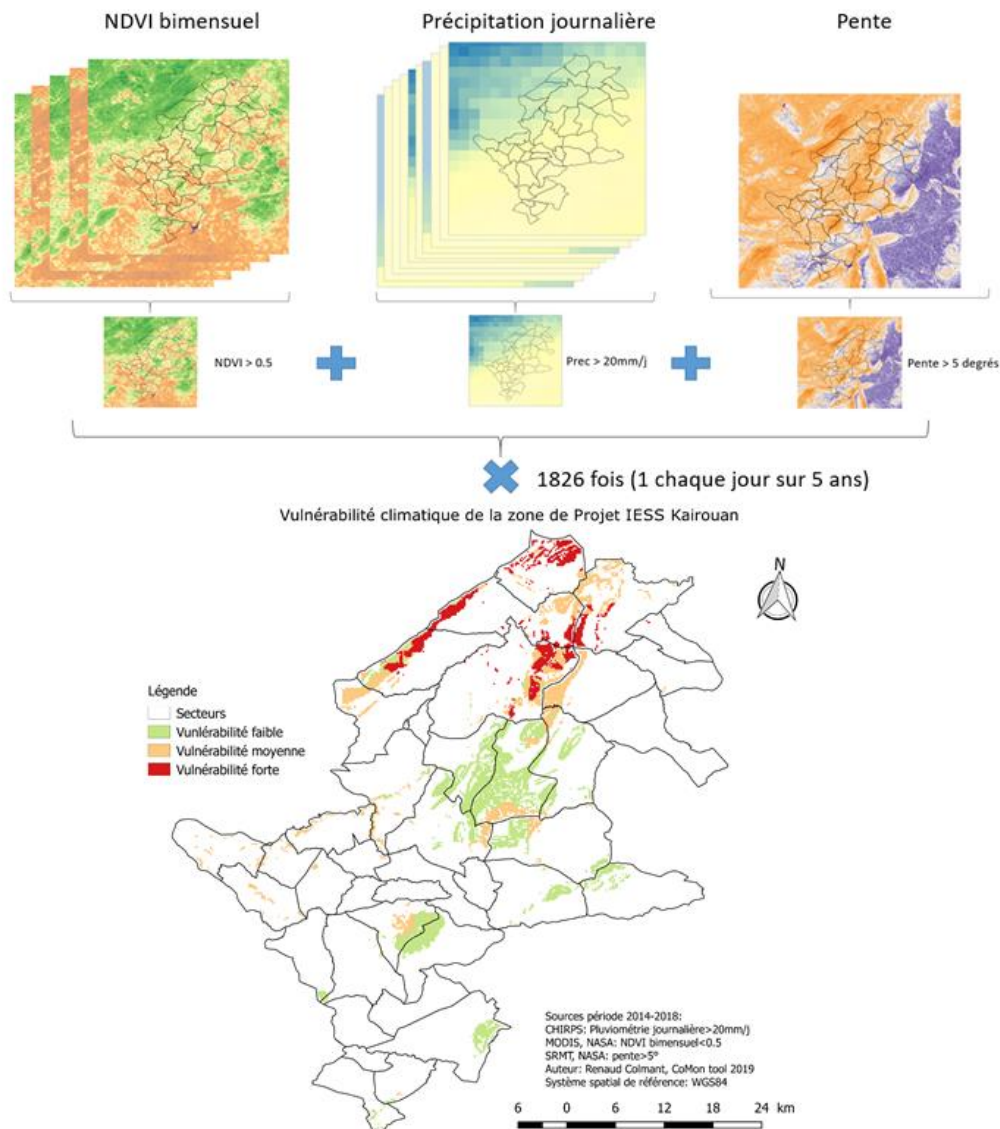 NDVI bimensuel
Précipitation journalière
Pente
NDVI > 0.5
Prec > 20mm/j
Pente > 5 degrés
1826 fois (1 chaque jour sur 5 ans)
Vulnérabilité climatique de la zone de Projet IESS Kairouan
N
Légende
Secteurs
Vunlérabilité faible
Vulnérabilité moyenne
Vulnérabilité forte
Sources période 2014-2018:
CHIRPS: Pluviométrie journalière>20mm/j
MODIS, NASA: NDVI bimensuel<0.5
SRMT, NASA: pente>5°
Auteur: Renaud Colmant, CoMon tool 2019
Système spatial de référence: WGS84
6 0 6 12 18 24 km